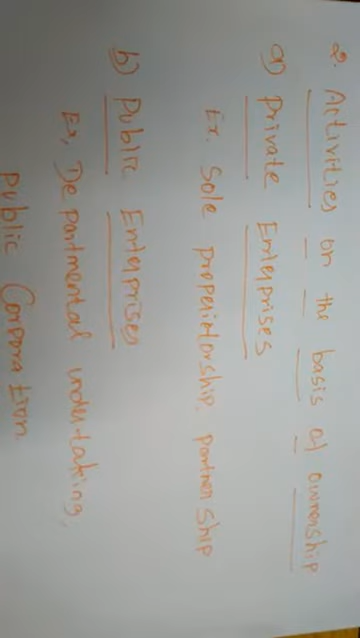 2. Activities on the basis of ownership
a) Private Enterprises
Ex. Sole proprietorship. partnership
b) Public Enterprises
Ex, Departmental undertaking,
Public Corporation.